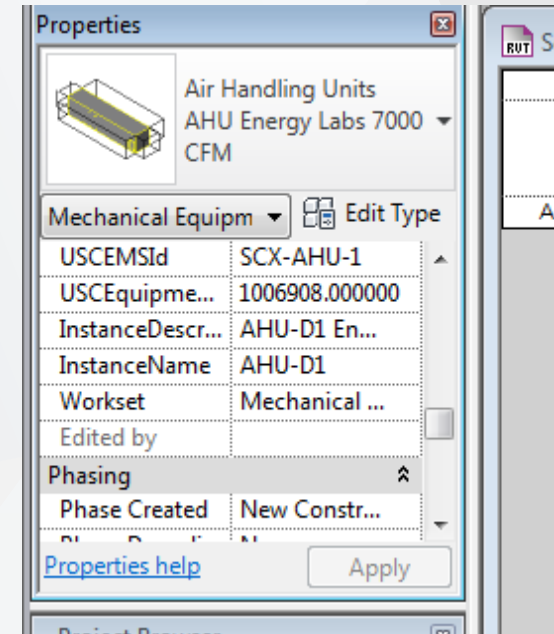 Properties
RVT S
Air Handling Units
AHU Energy Labs 7000
CFM
Mechanical Equipm Edit Type
USCEMSId SCX-AHU-1
USCEquipme... 1006908.000000
InstanceDescr... AHU-D1 En...
InstanceName AHU-D1
Workset Mechanical ...
Edited by
Phasing
Phase Created New Constr...
Properties help Apply
Project Browser
A